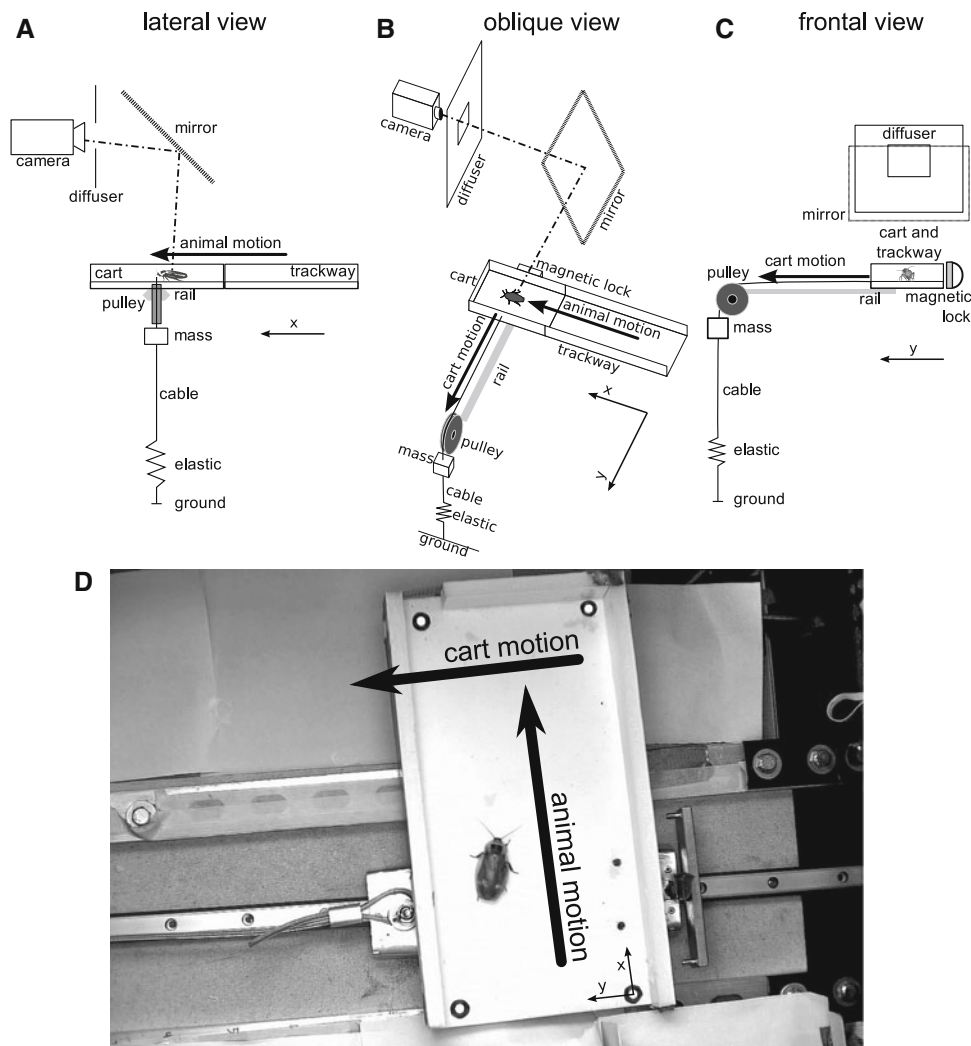 A lateral view
camera
diffuser
mirror
animal motion
cart
trackway
pulley
rail
mass
x
cable
elastic
ground
B oblique view
camera
diffuser
mirror
cart
magnetic lock
animal motion
trackway
cart motion
rail
x
y
pulley
mass
cable
elastic
ground
C frontal view
diffuser
mirror
cart and
trackway
cart motion
pulley
rail
magnetic
lock
mass
y
cable
elastic
ground
D
cart motion
animal motion
x
y